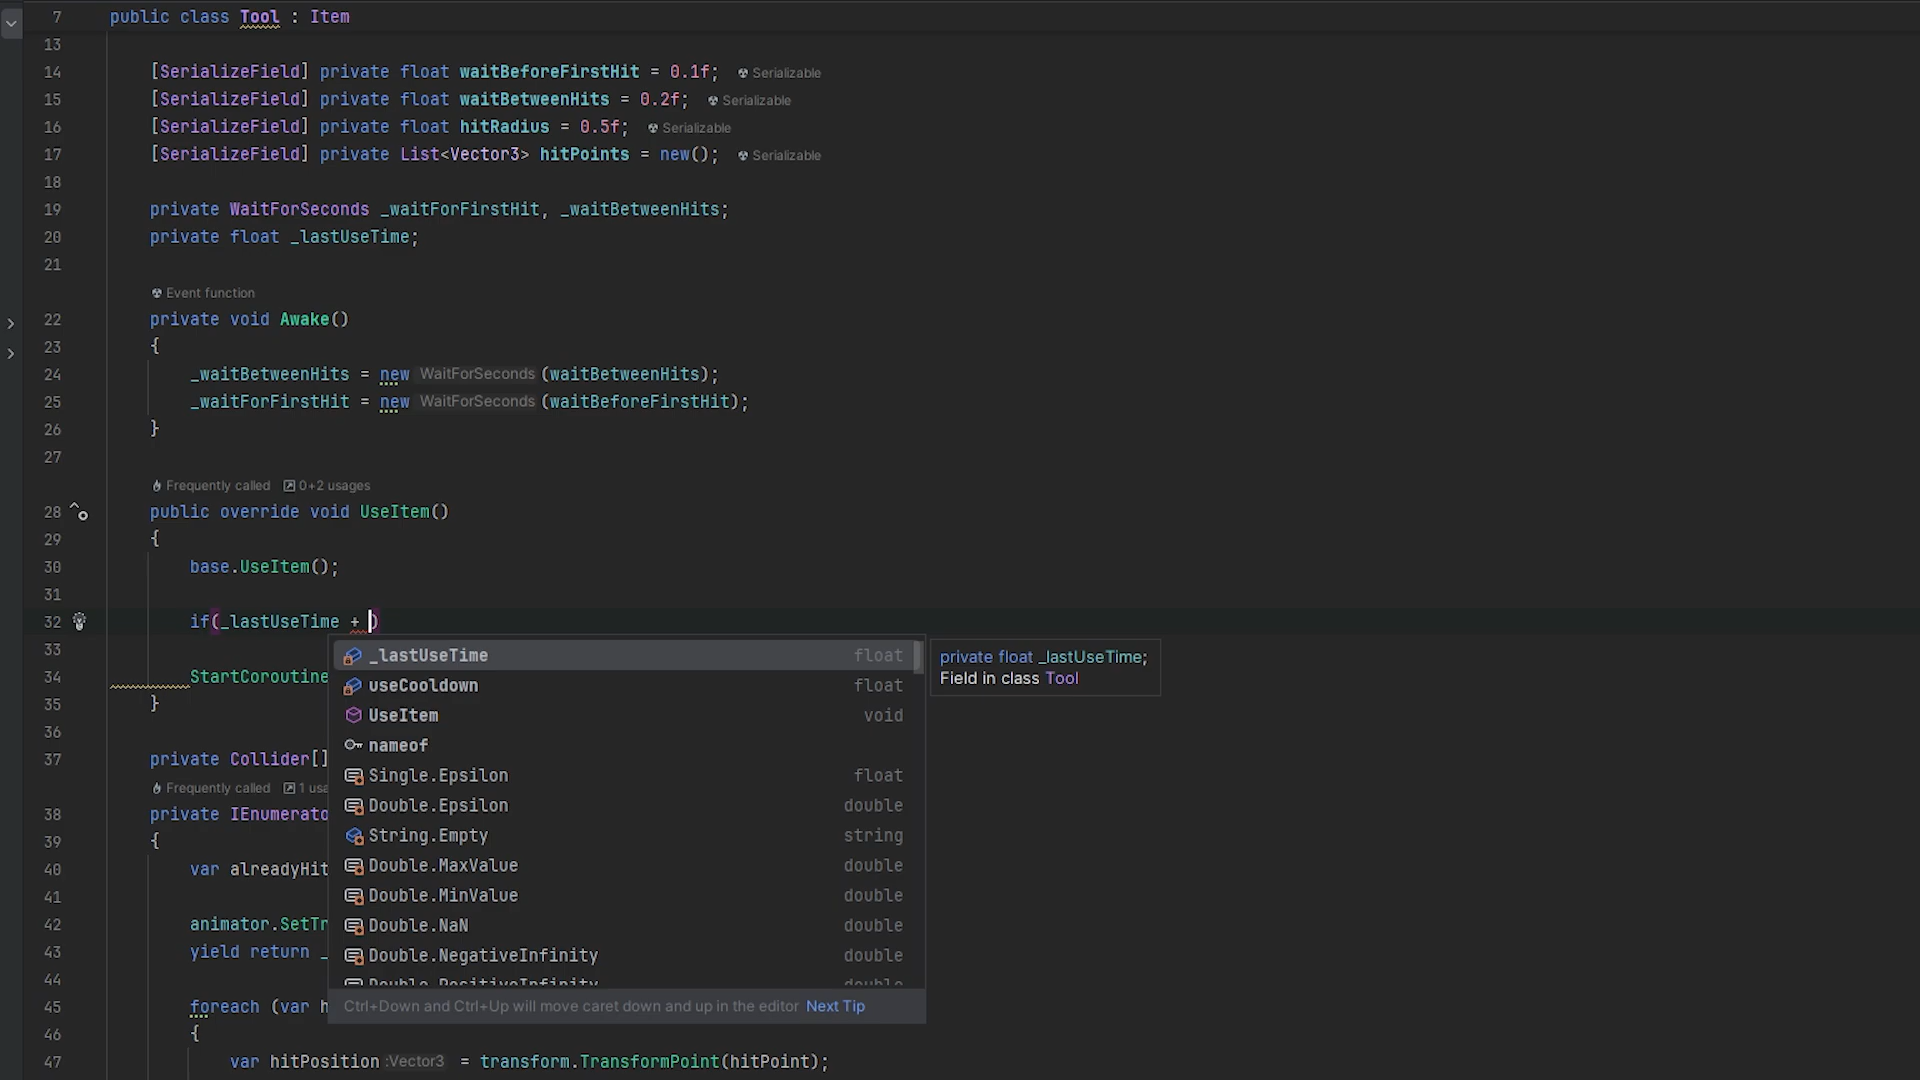 7 public class Tool : Item
13
14 [SerializeField] private float waitBeforeFirstHit = 0.1f; Serializable
15 [SerializeField] private float waitBetweenHits = 0.2f; Serializable
16 [SerializeField] private float hitRadius = 0.5f; Serializable
17 [SerializeField] private List<Vector3> hitPoints = new(); Serializable
18
19 private WaitForSeconds _waitForFirstHit, _waitBetweenHits;
20 private float _lastUseTime;
21
Event function
22 private void Awake()
23 {
24 _waitBetweenHits = new WaitForSeconds (waitBetweenHits);
25 _waitForFirstHit = new WaitForSeconds (waitBeforeFirstHit);
26 }
27
Frequently called 0+2 usages
28 public override void UseItem()
29 {
30 base.UseItem();
31
32 if(_lastUseTime + )
33
34 StartCoroutine
35 }
36
37 private Collider[]
Frequently called 1 usa
38 private IEnumerato
39 {
40 var alreadyHit
41
42 animator.SetTr
43 yield return _
44
45 foreach (var h
46 {
47 var hitPosition :Vector3 = transform.TransformPoint(hitPoint);
_lastUseTime float
useCooldown float
UseItem void
nameof
Single.Epsilon float
Double.Epsilon double
String.Empty string
Double.MaxValue double
Double.MinValue double
Double.NaN double
Double.NegativeInfinity double
Double.PositiveInfinity double
Ctrl+Down and Ctrl+Up will move caret down and up in the editor Next Tip
private float _lastUseTime;
Field in class Tool